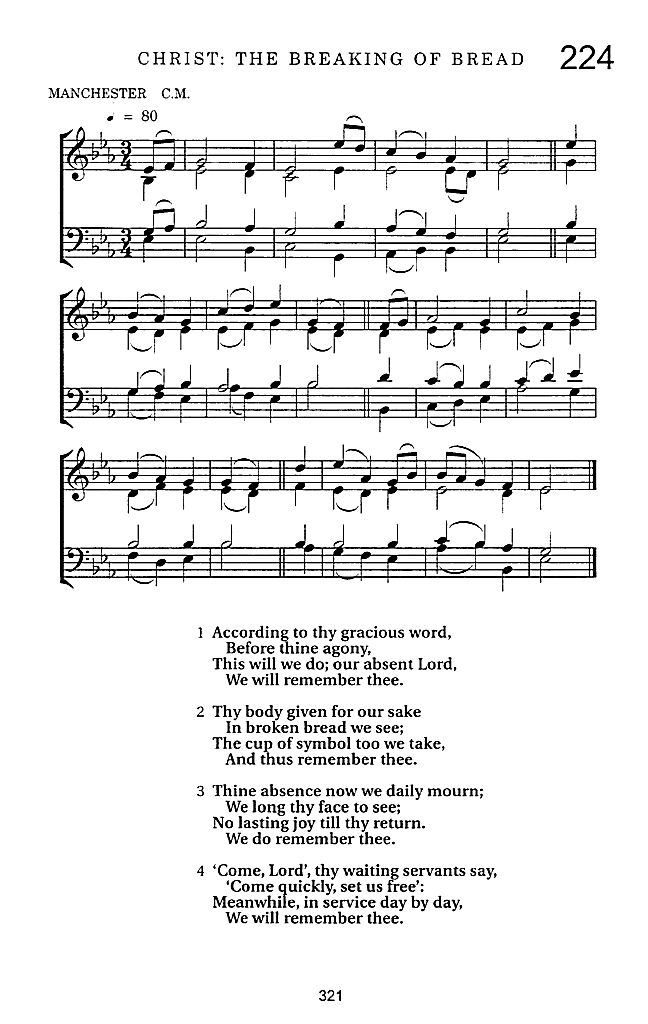 CHRIST: THE BREAKING OF BREAD 224
MANCHESTER C.M.
♩ = 80
1 According to thy gracious word,
Before thine agony,
This will we do; our absent Lord,
We will remember thee.
2 Thy body given for our sake
In broken bread we see;
The cup of symbol too we take,
And thus remember thee.
3 Thine absence now we daily mourn;
We long thy face to see;
No lasting joy till thy return.
We do remember thee.
4 ‘Come, Lord’, thy waiting servants say,
‘Come quickly, set us free’:
Meanwhile, in service day by day,
We will remember thee.
321